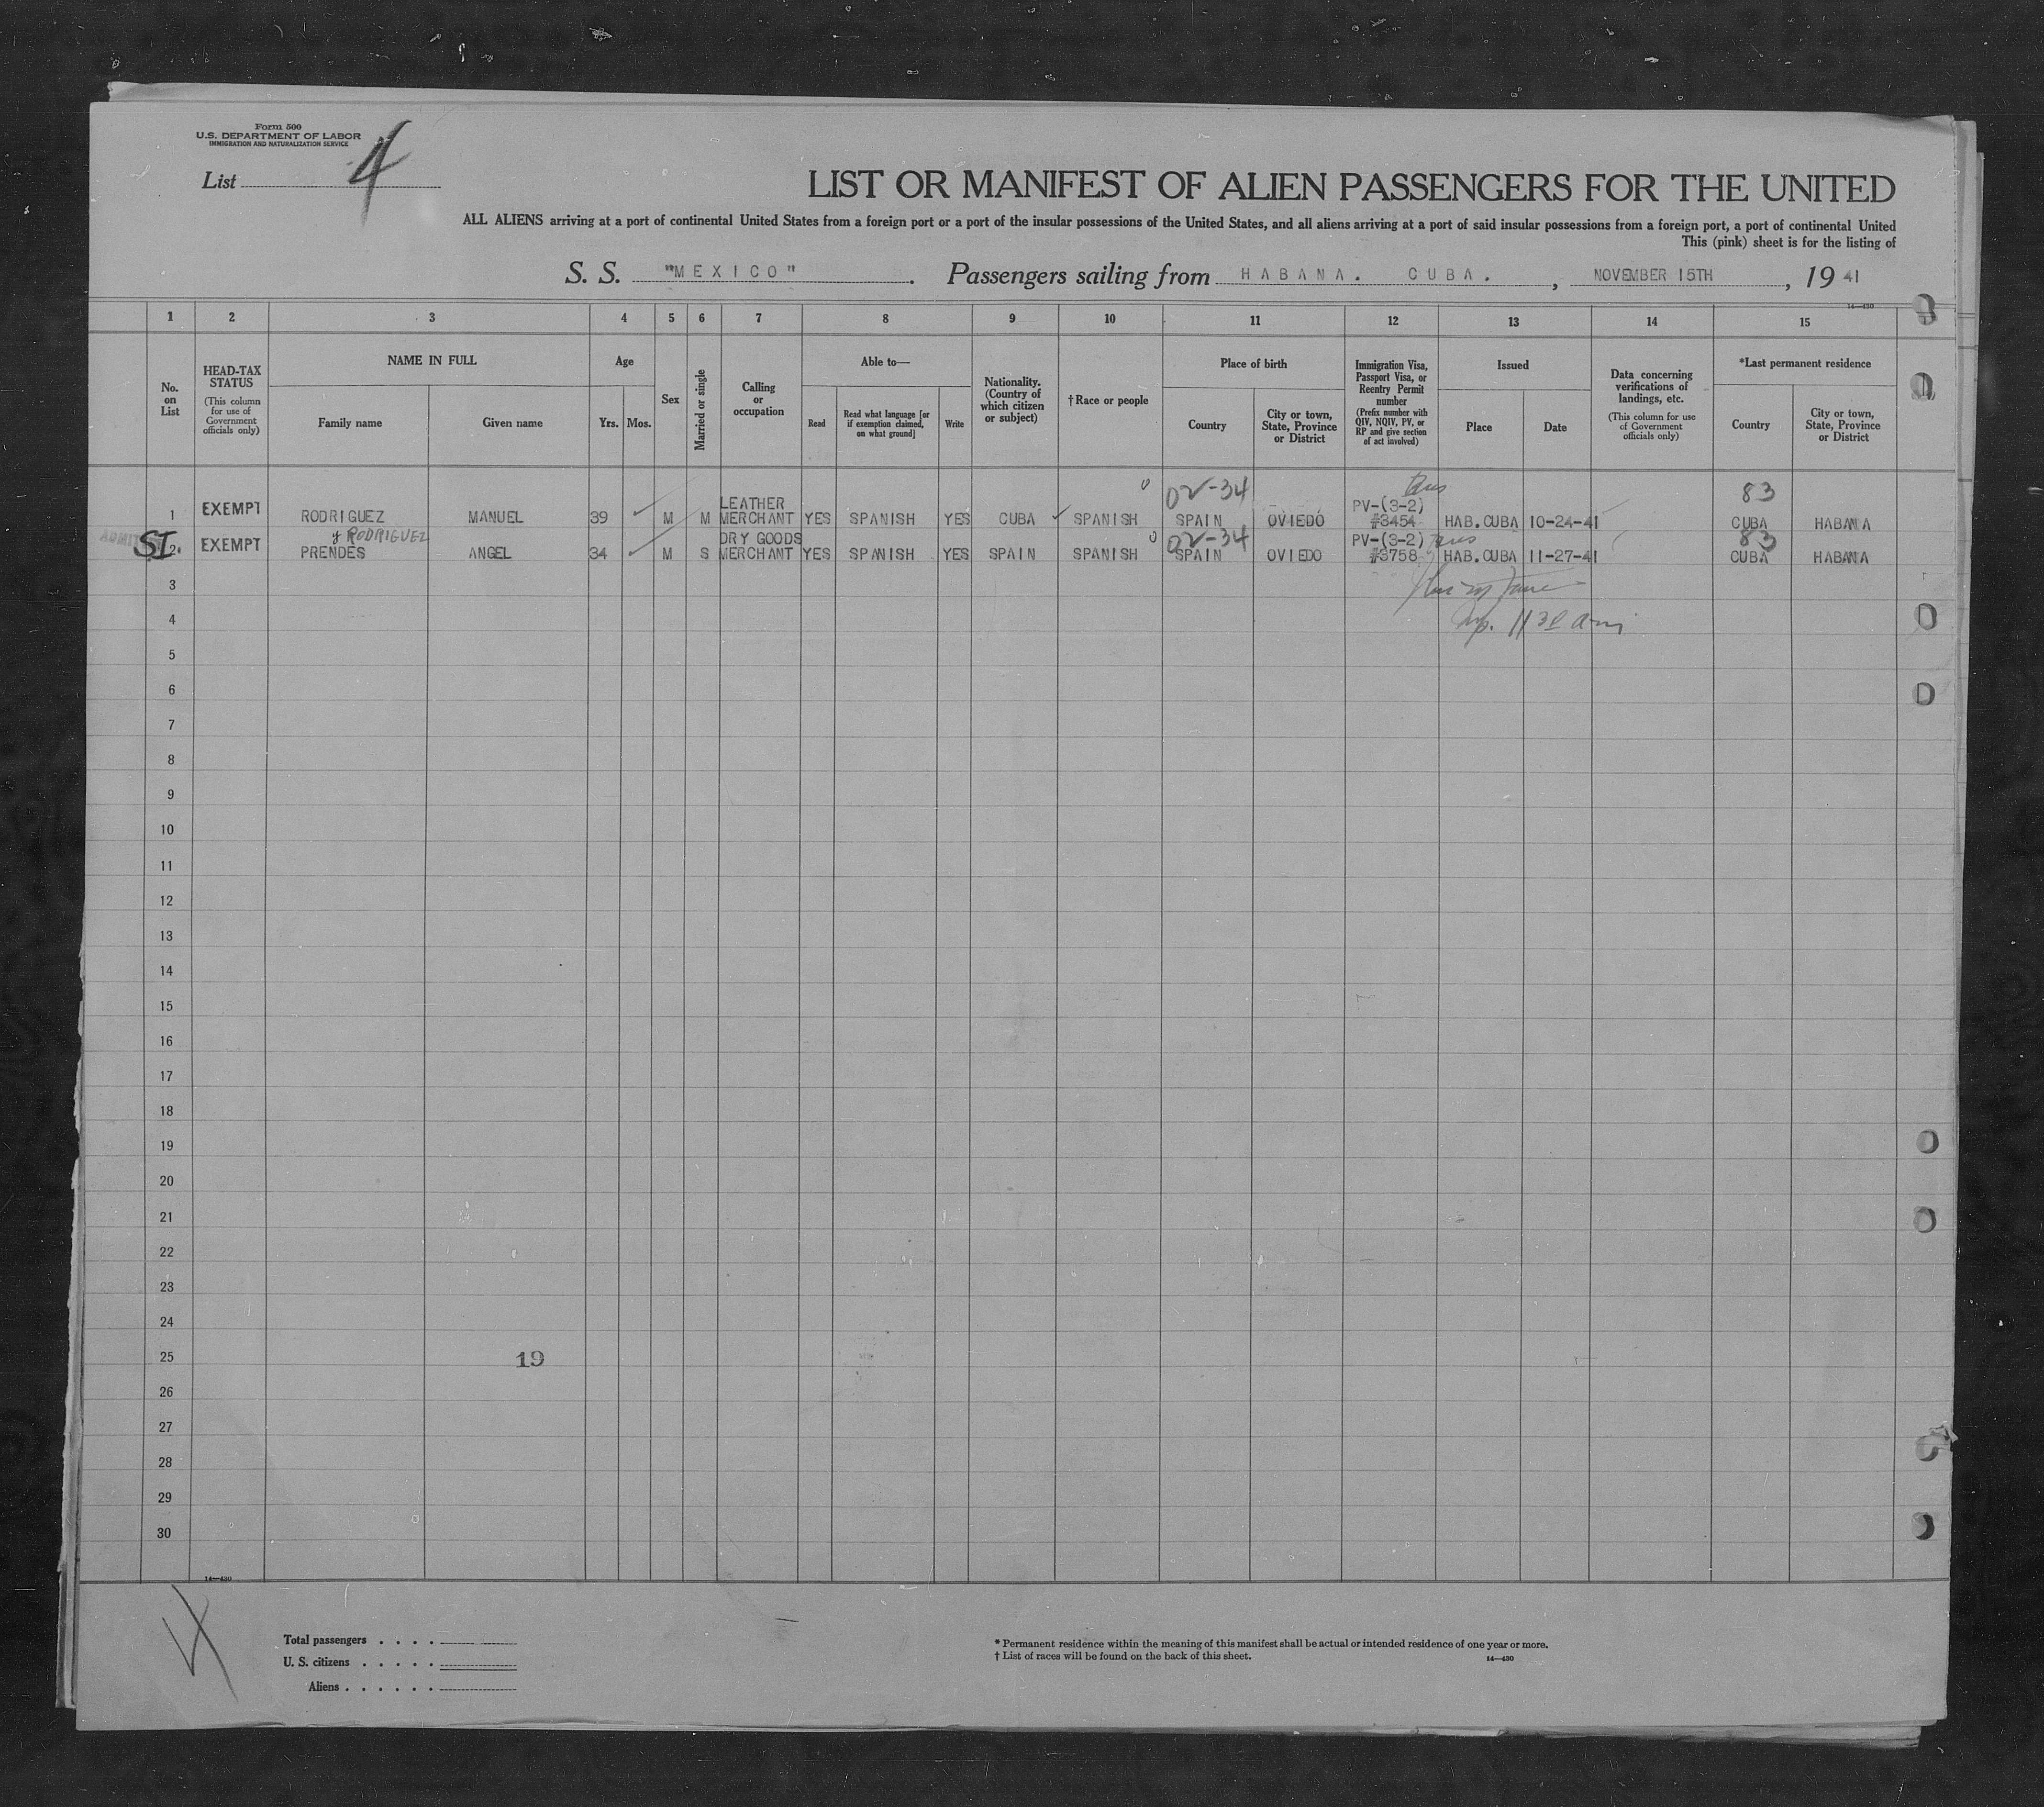 Form 500
U.S. DEPARTMENT OF LABOR
IMMIGRATION AND NATURALIZATION SERVICE
List 4
LIST OR MANIFEST OF ALIEN PASSENGERS FOR THE UNITED
ALL ALIENS arriving at a port of continental United States from a foreign port or a port of the insular possessions of the United States, and all aliens arriving at a port of said insular possessions from a foreign port, a port of continental United
This (pink) sheet is for the listing of
S. S. "MEXICO". Passengers sailing from HABANA. CUBA., NOVEMBER 15TH, 1941
14—430
1 2 3 4 5 6 7 8 9 10 11 12 13 14 15
No. on List
HEAD-TAX STATUS
(This column for use of Government officials only)
NAME IN FULL
Family name
Given name
Age
Yrs.
Mos.
Sex
Married or single
Calling or occupation
Able to—
Read
Read what language [or if exemption claimed, on what ground]
Write
Nationality. (Country of which citizen or subject)
† Race or people
Place of birth
Country
City or town, State, Province or District
Immigration Visa, Passport Visa, or Reentry Permit number
(Prefix number with QIV, NQIV, PV, or RP and give section of act involved)
Issued
Place
Date
Data concerning verifications of landings, etc.
(This column for use of Government officials only)
*Last permanent residence
Country
City or town, State, Province or District
02-34 83
LEATHER PV-(3-2)
1 EXEMPT RODRIGUEZ MANUEL 39 M M MERCHANT YES SPANISH YES CUBA SPANISH SPAIN OVIEDO #3454 HAB.CUBA 10-24-41 CUBA HABANA
y RODRIGUEZ DRY GOODS 02-34 PV-(3-2) 83
SI 2 EXEMPT PRENDES ANGEL 34 M S MERCHANT YES SPANISH YES SPAIN SPANISH SPAIN OVIEDO #3758 HAB.CUBA 11-27-41 CUBA HABANA
3
4 11 30 am
5
6
7
8
9
10
11
12
13
14
15
16
17
18
19
20
21
22
23
24
25 19
26
27
28
29
30
14—430
Total passengers
U. S. citizens
Aliens
* Permanent residence within the meaning of this manifest shall be actual or intended residence of one year or more.
† List of races will be found on the back of this sheet. 14—430